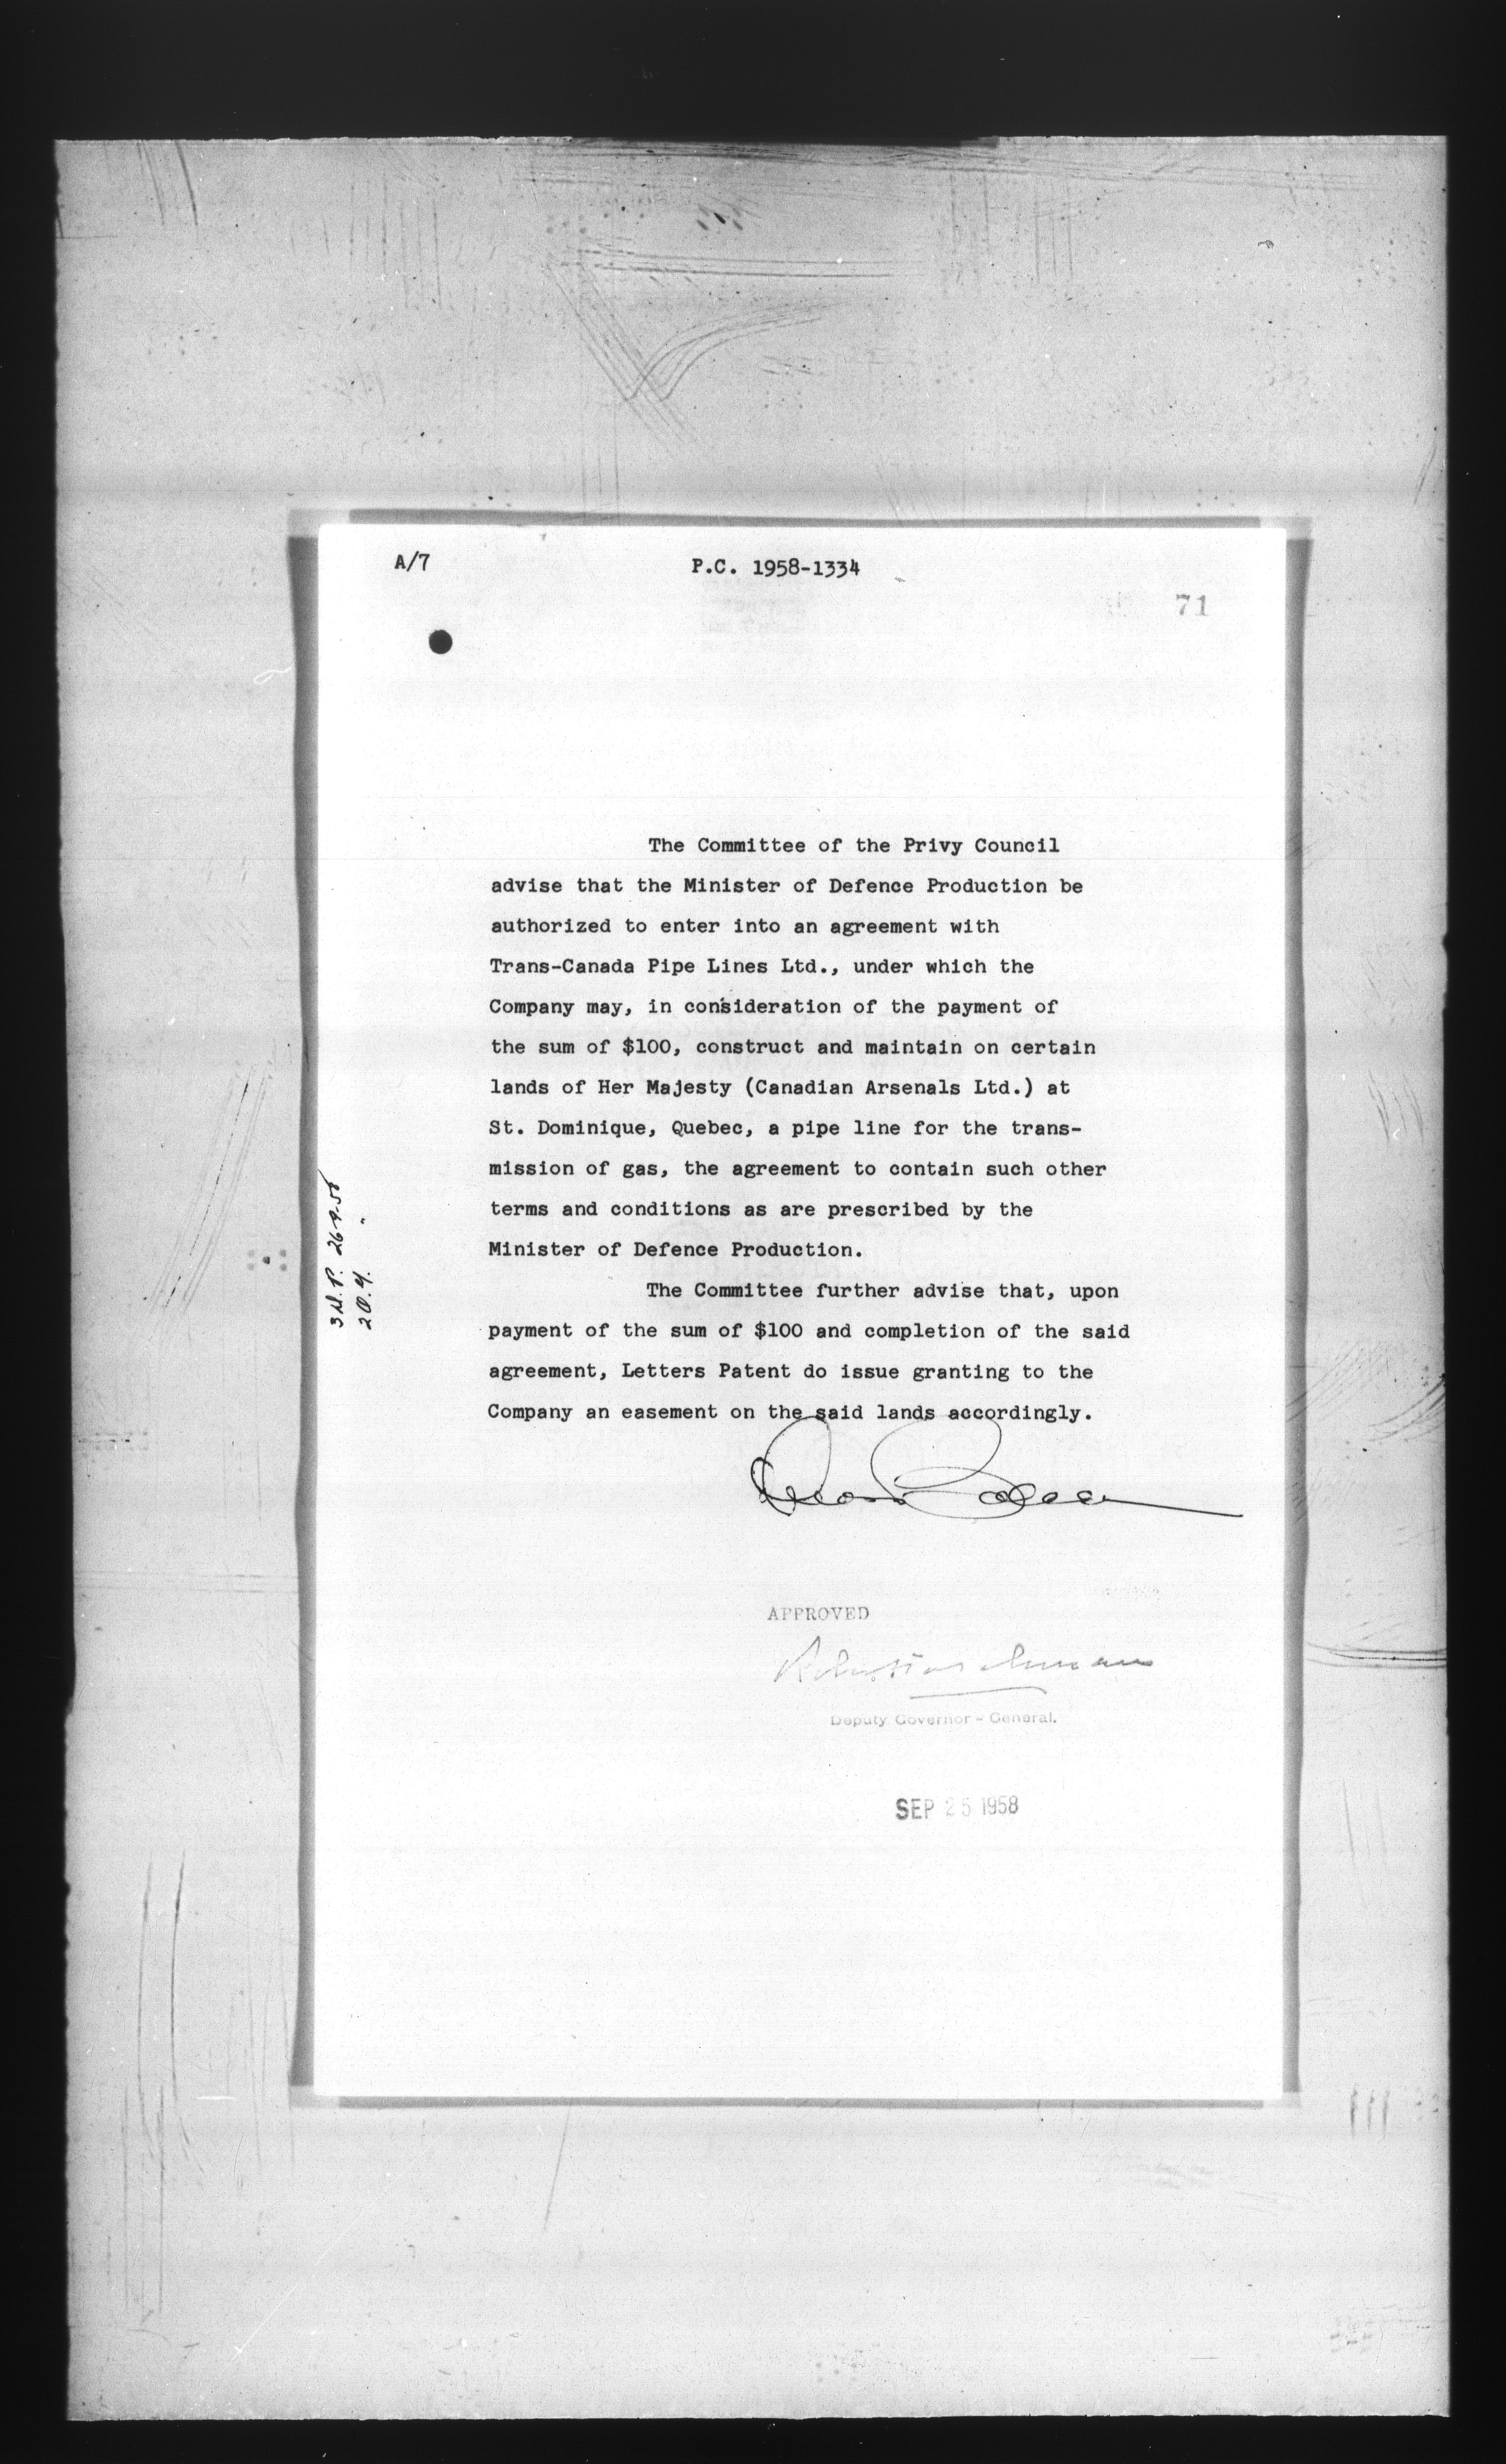 A/7
P.C. 1958-1334
71
The Committee of the Privy Council
advise that the Minister of Defence Production be
authorized to enter into an agreement with
Trans-Canada Pipe Lines Ltd., under which the
Company may, in consideration of the payment of
the sum of $100, construct and maintain on certain
lands of Her Majesty (Canadian Arsenals Ltd.) at
St. Dominique, Quebec, a pipe line for the trans-
mission of gas, the agreement to contain such other
terms and conditions as are prescribed by the
Minister of Defence Production.
The Committee further advise that, upon
payment of the sum of $100 and completion of the said
agreement, Letters Patent do issue granting to the
Company an easement on the said lands accordingly.
APPROVED
Deputy Governor - General.
SEP 25 1958